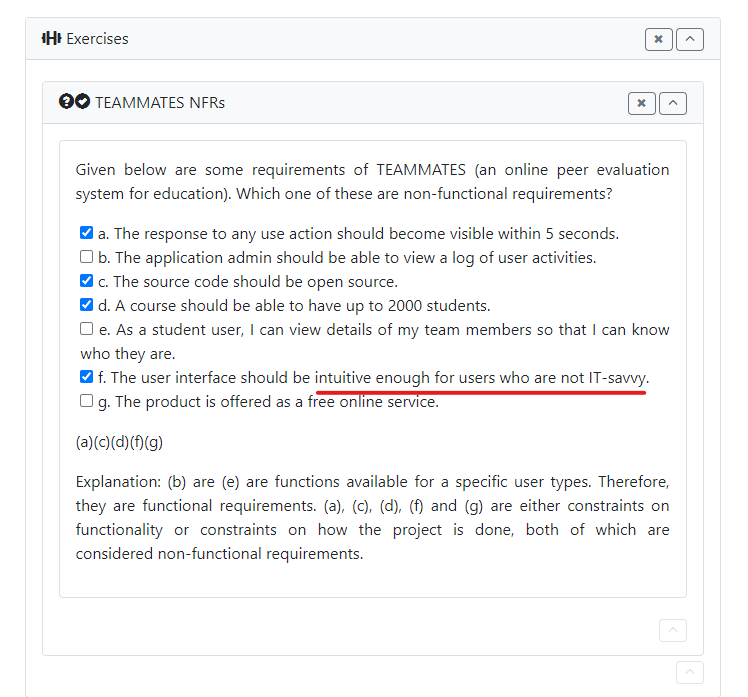 Exercises
TEAMMATES NFRs
Given below are some requirements of TEAMMATES (an online peer evaluation
system for education). Which one of these are non-functional requirements?
a. The response to any use action should become visible within 5 seconds.
b. The application admin should be able to view a log of user activities.
c. The source code should be open source.
d. A course should be able to have up to 2000 students.
e. As a student user, I can view details of my team members so that I can know
who they are.
f. The user interface should be intuitive enough for users who are not IT-savvy.
g. The product is offered as a free online service.
(a)(c)(d)(f)(g)
Explanation: (b) are (e) are functions available for a specific user types. Therefore,
they are functional requirements. (a), (c), (d), (f) and (g) are either constraints on
functionality or constraints on how the project is done, both of which are
considered non-functional requirements.